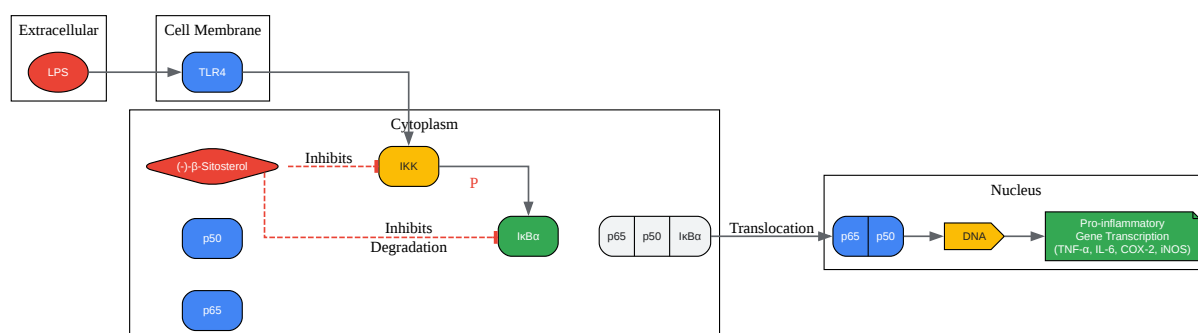 Extracellular
Cell Membrane
LPS
TLR4
Cytoplasm
(-)-β-Sitosterol
Inhibits
IKK
P
Nucleus
p50
Inhibits
Degradation
IκBα
p65
p50
IκBα
Translocation
p65
p50
DNA
Pro-inflammatory
Gene Transcription
(TNF-α, IL-6, COX-2, iNOS)
p65